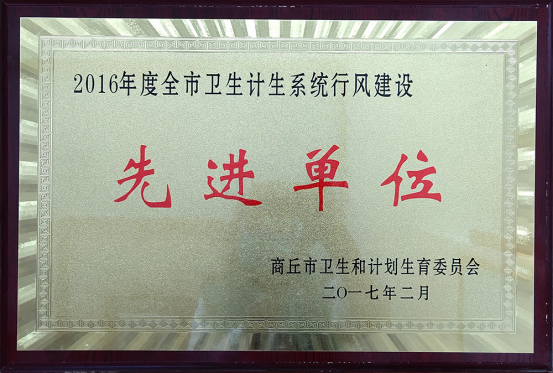 2016年度全市卫生计生系统行风建设
先进单位
商丘市卫生和计划生育委员会
二〇一七年二月